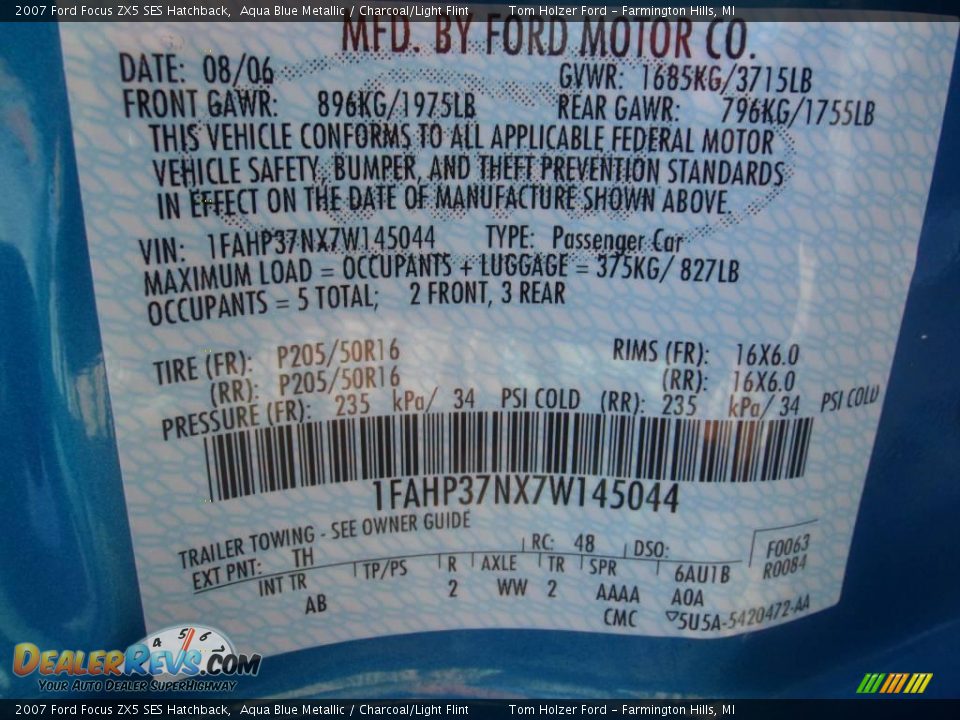 2007 Ford Focus ZX5 SES Hatchback, Aqua Blue Metallic / Charcoal/Light Flint Tom Holzer Ford - Farmington Hills, MI
MFD. BY FORD MOTOR CO.
DATE: 08/06 GVWR: 1685KG/3715LB
FRONT GAWR: 896KG/1975LB REAR GAWR: 796KG/1755LB
THIS VEHICLE CONFORMS TO ALL APPLICABLE FEDERAL MOTOR
VEHICLE SAFETY, BUMPER, AND THEFT PREVENTION STANDARDS
IN EFFECT ON THE DATE OF MANUFACTURE SHOWN ABOVE.
VIN: 1FAHP37NX7W145044 TYPE: Passenger Car
MAXIMUM LOAD = OCCUPANTS + LUGGAGE = 375KG/ 827LB
OCCUPANTS = 5 TOTAL; 2 FRONT, 3 REAR
TIRE (FR): P205/50R16 RIMS (FR): 16X6.0
(RR): P205/50R16 (RR): 16X6.0
PRESSURE (FR): 235 kPa/ 34 PSI COLD (RR): 235 kPa/ 34 PSI COLD
1FAHP37NX7W145044
TRAILER TOWING - SEE OWNER GUIDE
EXT PNT: TH RC: 48 DSO: F0063
INT TR TP/PS R AXLE TR SPR 6AU1B R0084
AB 2 WW 2 AAAA A0A
CMC ▽5U5A-5420472-AA
4 5 6
DEALERREVS.COM
Your Auto Dealer SuperHighway
2007 Ford Focus ZX5 SES Hatchback, Aqua Blue Metallic / Charcoal/Light Flint Tom Holzer Ford - Farmington Hills, MI